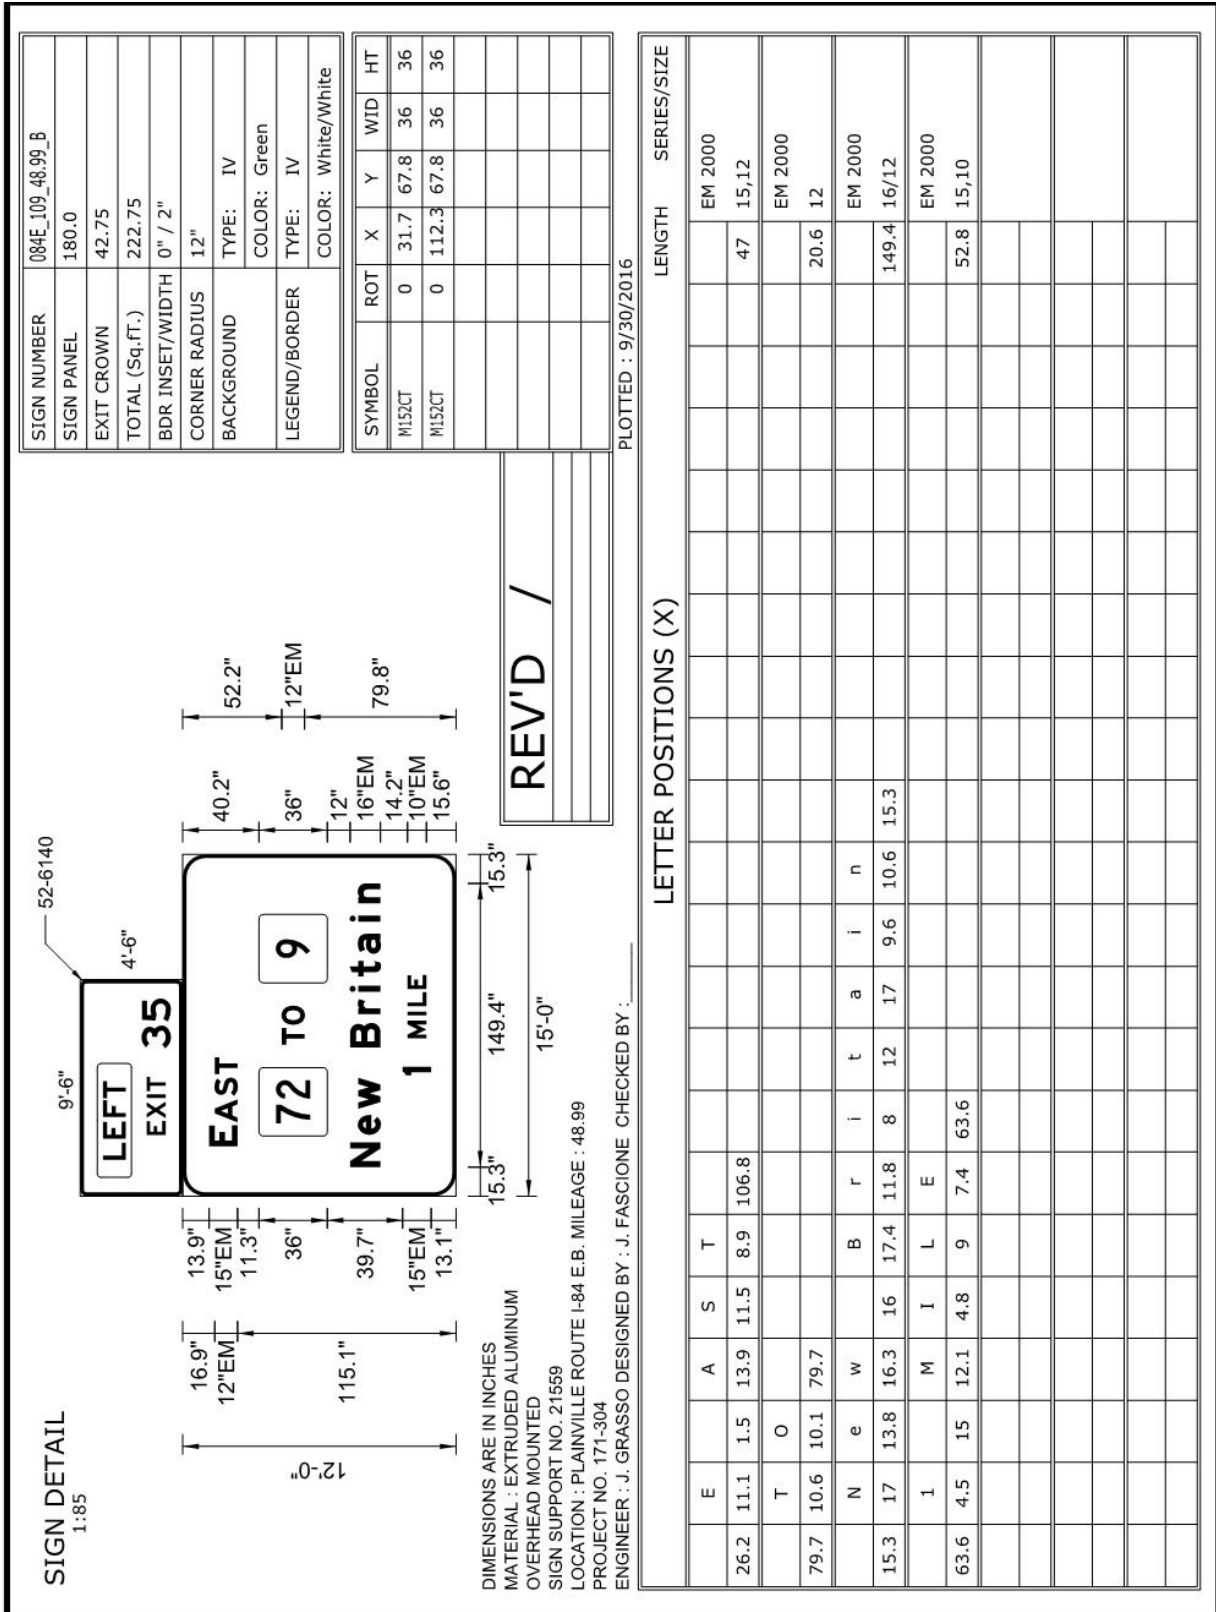 SIGN DETAIL
1:85
52-6140
9'-6"
4'-6"
LEFT
EXIT 35
EAST
72 TO 9
New Britain
1 MILE
12'-0"
16.9"
12"EM
115.1"
13.9"
15"EM
11.3"
36"
39.7"
15"EM
13.1"
40.2"
36"
12"
16"EM
14.2"
10"EM
15.6"
52.2"
12"EM
79.8"
15.3" 149.4" 15.3"
15'-0"
DIMENSIONS ARE IN INCHES
MATERIAL : EXTRUDED ALUMINUM
OVERHEAD MOUNTED
SIGN SUPPORT NO. 21559
LOCATION : PLAINVILLE ROUTE I-84 E.B. MILEAGE : 48.99
PROJECT NO. 171-304
ENGINEER : J. GRASSO DESIGNED BY : J. FASCIONE CHECKED BY :______
REV'D /
SIGN NUMBER 084E_109_48.99_B
SIGN PANEL 180.0
EXIT CROWN 42.75
TOTAL (Sq.fT.) 222.75
BDR INSET/WIDTH 0" / 2"
CORNER RADIUS 12"
BACKGROUND TYPE: IV
COLOR: Green
LEGEND/BORDER TYPE: IV
COLOR: White/White
SYMBOL ROT X Y WID HT
M152CT 0 31.7 67.8 36 36
M152CT 0 112.3 67.8 36 36
PLOTTED : 9/30/2016
LETTER POSITIONS (X) LENGTH SERIES/SIZE
E A S T EM 2000
26.2 11.1 1.5 13.9 11.5 8.9 106.8 47 15,12
T O EM 2000
79.7 10.6 10.1 79.7 20.6 12
N e w B r i t a i n EM 2000
15.3 17 13.8 16.3 16 17.4 11.8 8 12 17 9.6 10.6 15.3 149.4 16/12
1 M I L E EM 2000
63.6 4.5 15 12.1 4.8 9 7.4 63.6 52.8 15,10